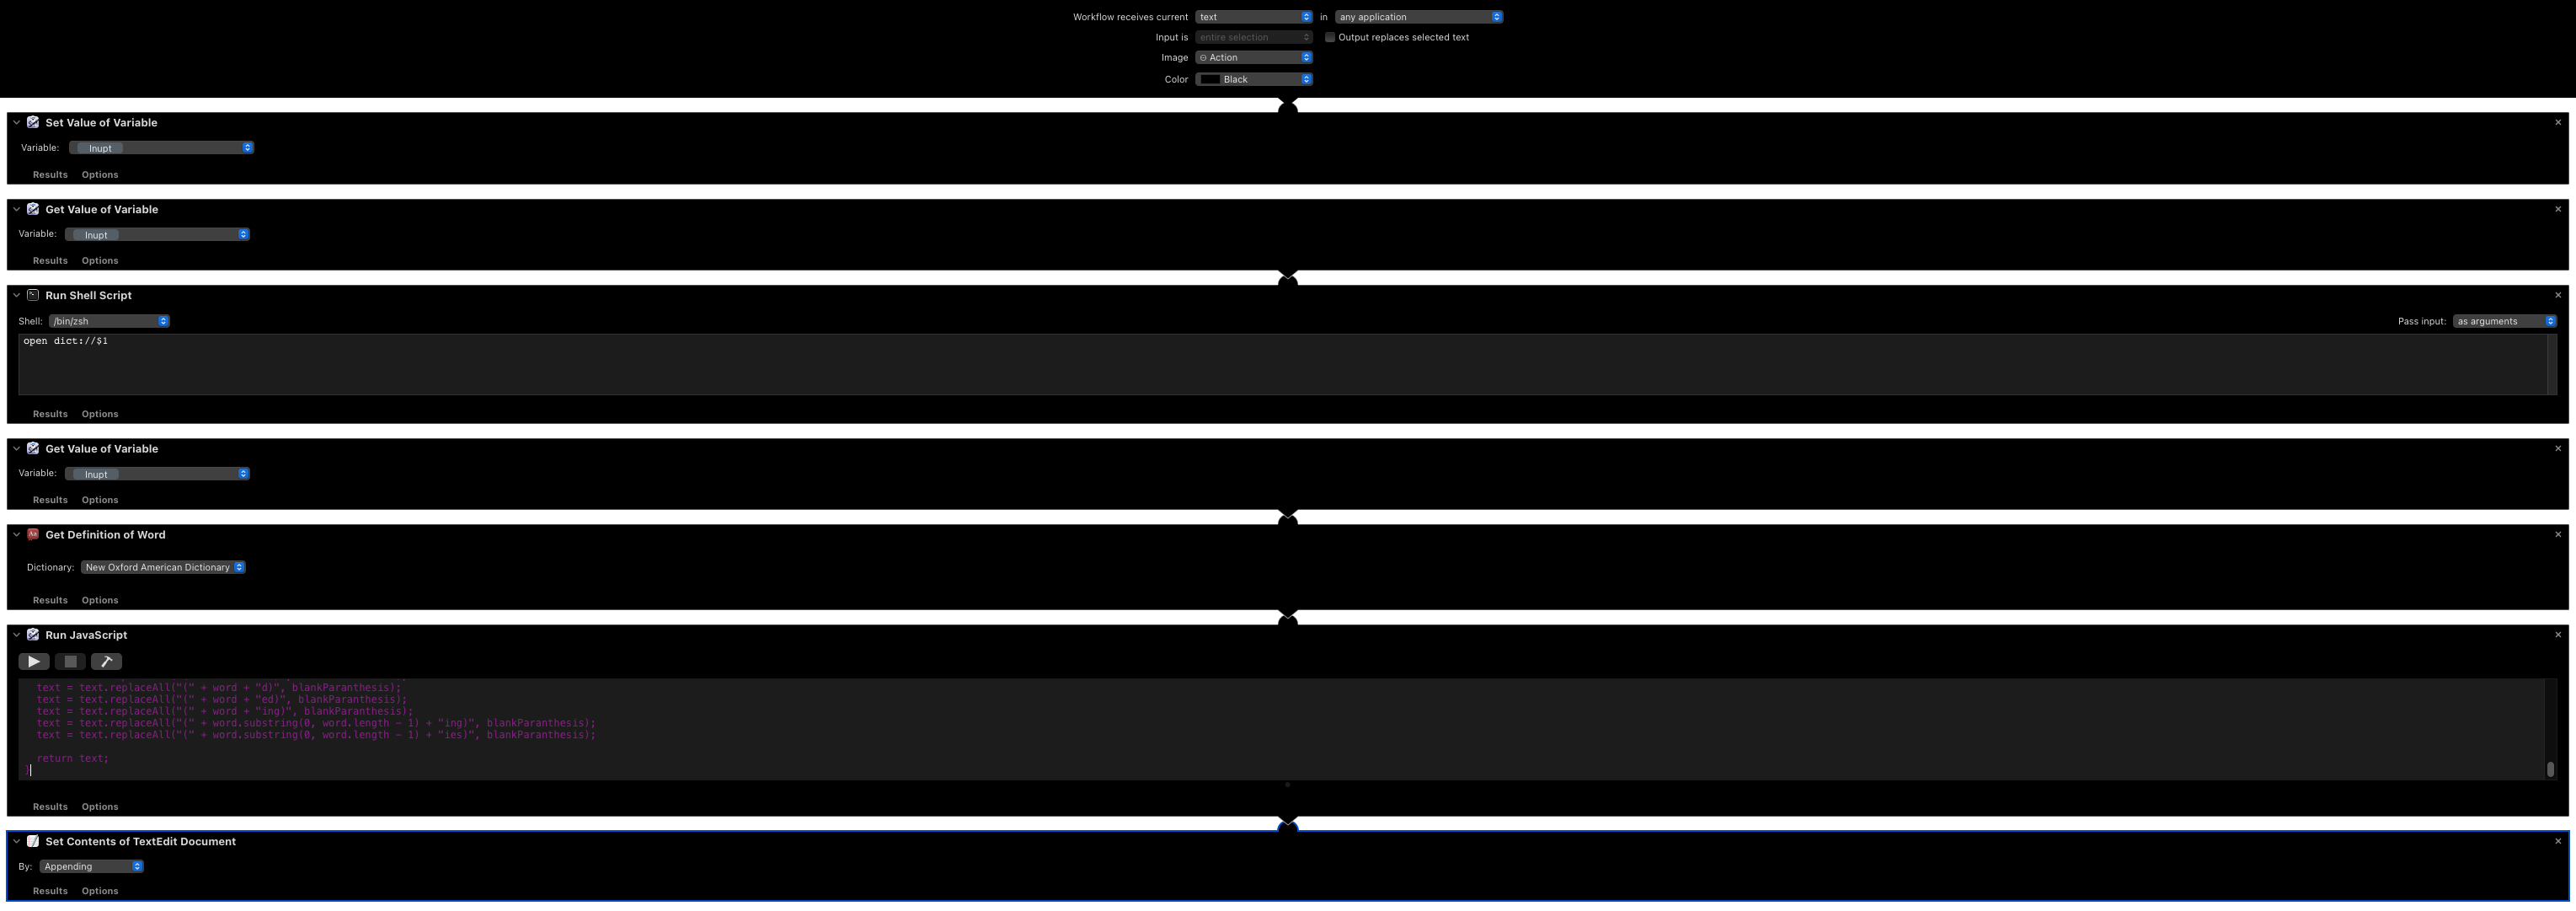 Workflow receives current text in any application
Input is entire selection Output replaces selected text
Image Action
Color Black
Set Value of Variable
Variable: Inupt
Results Options
Get Value of Variable
Variable: Inupt
Results Options
Run Shell Script
Shell: /bin/zsh Pass input: as arguments
open dict://$1
Results Options
Get Value of Variable
Variable: Inupt
Results Options
Get Definition of Word
Dictionary: New Oxford American Dictionary
Results Options
Run JavaScript
text = text.replaceAll("(" + word + "d)", blankParanthesis);
text = text.replaceAll("(" + word + "ed)", blankParanthesis);
text = text.replaceAll("(" + word + "ing)", blankParanthesis);
text = text.replaceAll("(" + word.substring(0, word.length - 1) + "ing)", blankParanthesis);
text = text.replaceAll("(" + word.substring(0, word.length - 1) + "ies)", blankParanthesis);
return text;
}
Results Options
Set Contents of TextEdit Document
By: Appending
Results Options